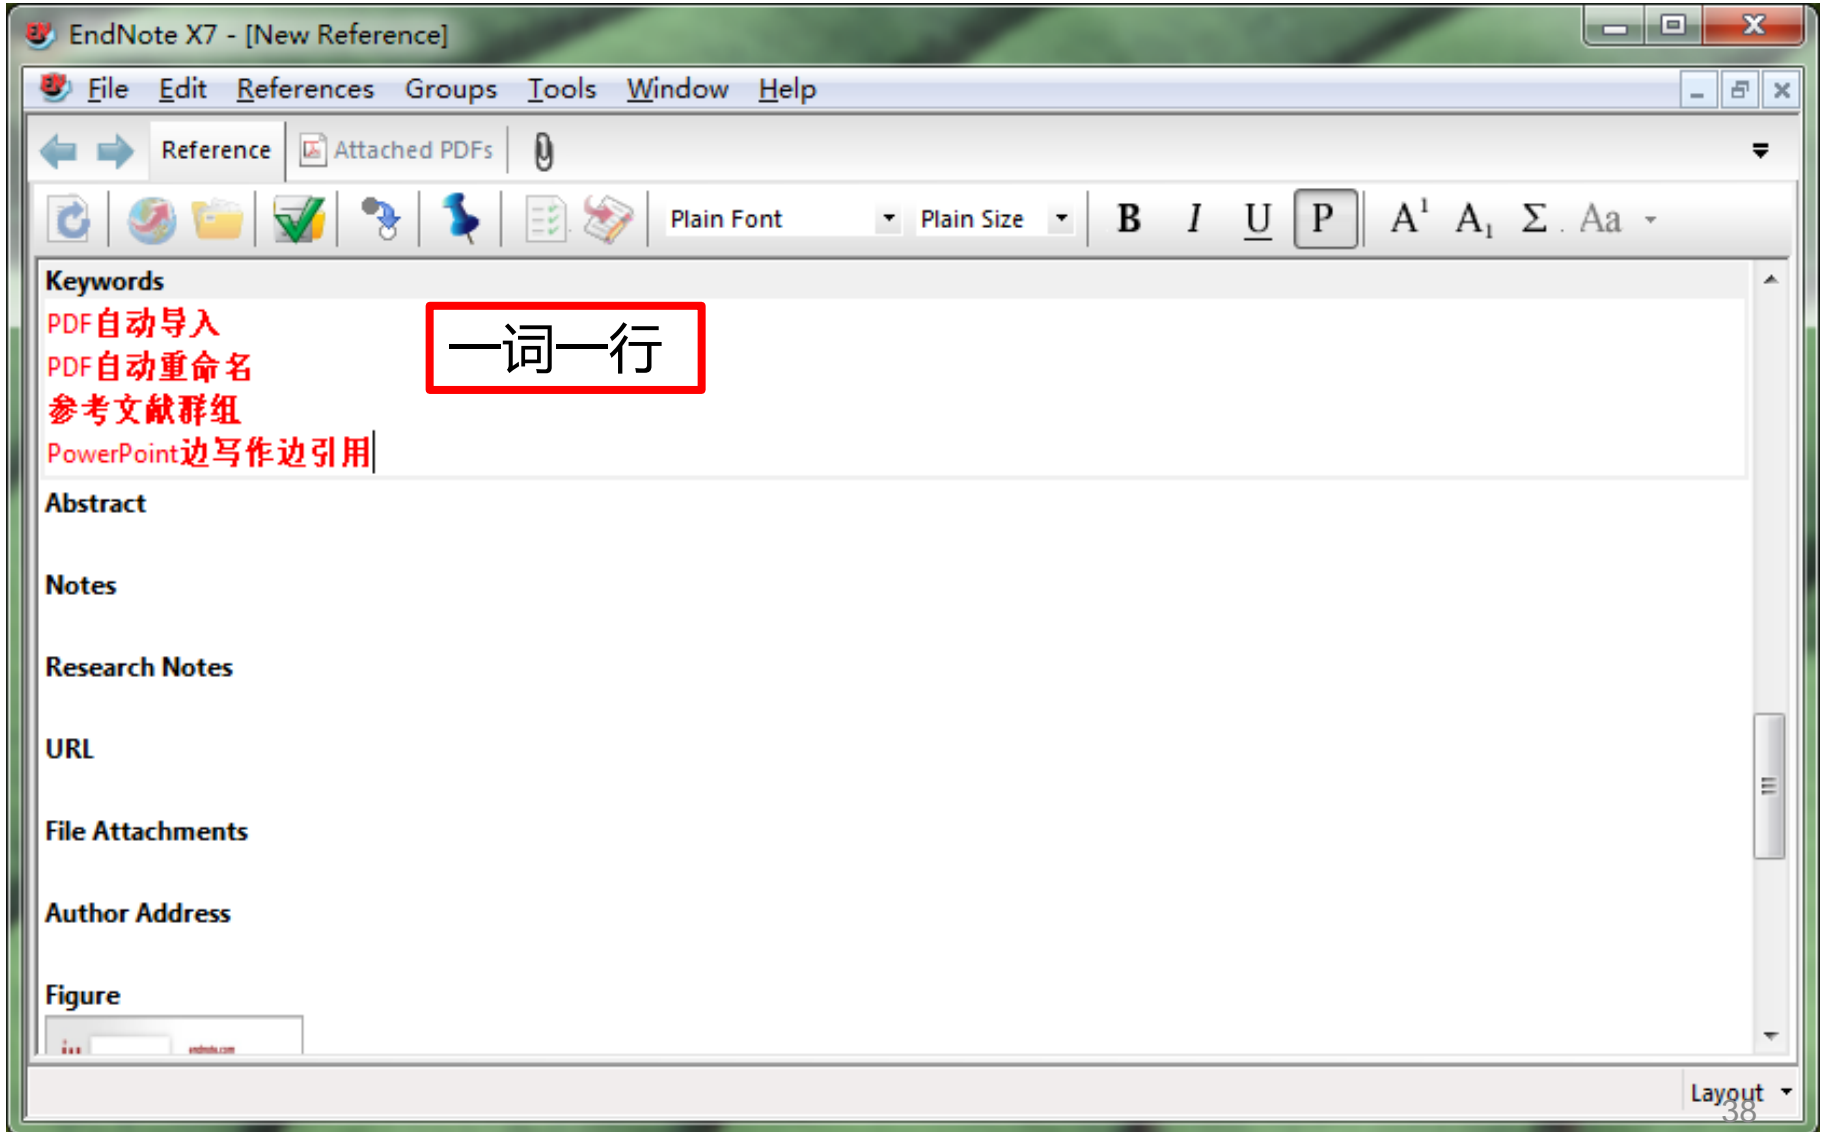 EndNote X7 - [New Reference]
File Edit References Groups Tools Window Help
Reference Attached PDFs
Plain Font Plain Size B I U P A1 A1 Σ Aa
Keywords
PDF自动导入
一词一行
PDF自动重命名
参考文献群组
PowerPoint边写作边引用
Abstract
Notes
Research Notes
URL
File Attachments
Author Address
Figure
endnote.com
Layout
38